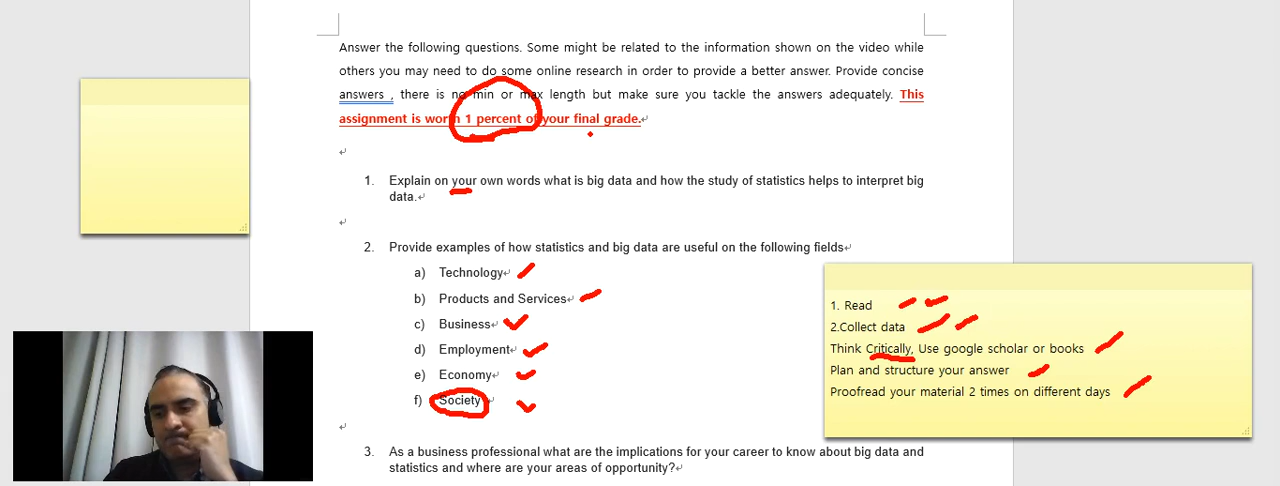 Answer the following questions. Some might be related to the information shown on the video while
others you may need to do some online research in order to provide a better answer. Provide concise
answers , there is no min or max length but make sure you tackle the answers adequately. This
assignment is worth 1 percent of your final grade.
1. Explain on your own words what is big data and how the study of statistics helps to interpret big
data.
2. Provide examples of how statistics and big data are useful on the following fields
a) Technology
b) Products and Services
c) Business
d) Employment
e) Economy
f) Society
3. As a business professional what are the implications for your career to know about big data and
statistics and where are your areas of opportunity?
1. Read
2.Collect data
Think Critically, Use google scholar or books
Plan and structure your answer
Proofread your material 2 times on different days